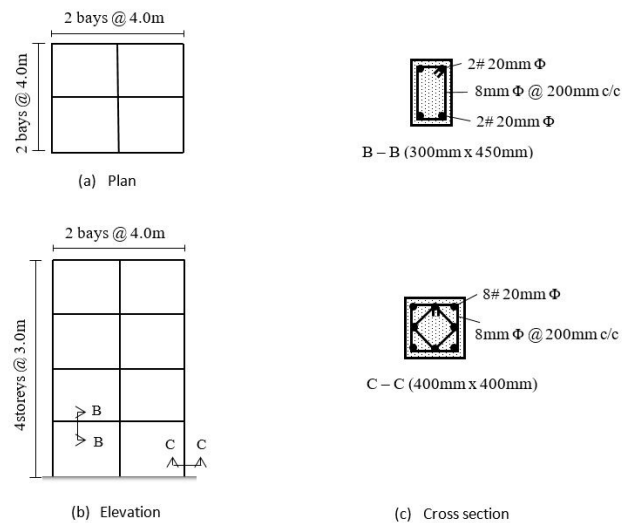 2 bays @ 4.0m
2 bays @ 4.0m
(a) Plan
2# 20mm Φ
8mm Φ @ 200mm c/c
2# 20mm Φ
B – B (300mm x 450mm)
2 bays @ 4.0m
4storeys @ 3.0m
B
B
C C
(b) Elevation
8# 20mm Φ
8mm Φ @ 200mm c/c
C – C (400mm x 400mm)
(c) Cross section